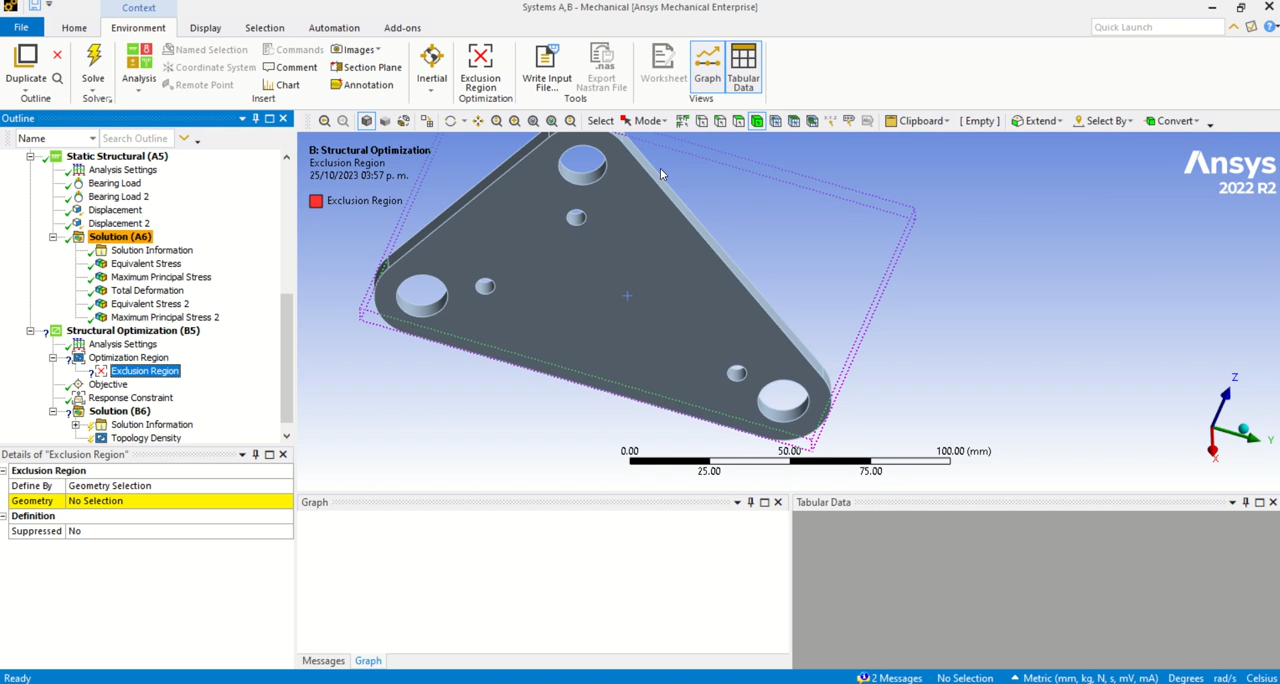 Context
Systems A,B - Mechanical [Ansys Mechanical Enterprise]
File
Home
Environment
Display
Selection
Automation
Add-ons
Quick Launch
Duplicate
Outline
Solve
Solver
Analysis
Named Selection
Coordinate System
Remote Point
Commands
Comment
Chart
Images
Section Plane
Annotation
Insert
Inertial
Exclusion
Region
Optimization
Write Input
File...
Export
Nastran File
Tools
Worksheet
Graph
Tabular
Data
Views
Outline
Select
Mode
Clipboard
[ Empty ]
Extend
Select By
Convert
Name
Search Outline
Static Structural (A5)
Analysis Settings
Bearing Load
Bearing Load 2
Displacement
Displacement 2
Solution (A6)
Solution Information
Equivalent Stress
Maximum Principal Stress
Total Deformation
Equivalent Stress 2
Maximum Principal Stress 2
Structural Optimization (B5)
Analysis Settings
Optimization Region
Exclusion Region
Objective
Response Constraint
Solution (B6)
Solution Information
Topology Density
B: Structural Optimization
Exclusion Region
25/10/2023 03:57 p. m.
Exclusion Region
Ansys
2022 R2
Z
Y
X
0.00
50.00
100.00 (mm)
25.00
75.00
Details of "Exclusion Region"
Exclusion Region
Define By Geometry Selection
Geometry No Selection
Definition
Suppressed No
Graph
Tabular Data
Messages
Graph
Ready
2 Messages
No Selection
Metric (mm, kg, N, s, mV, mA)
Degrees
rad/s
Celsius